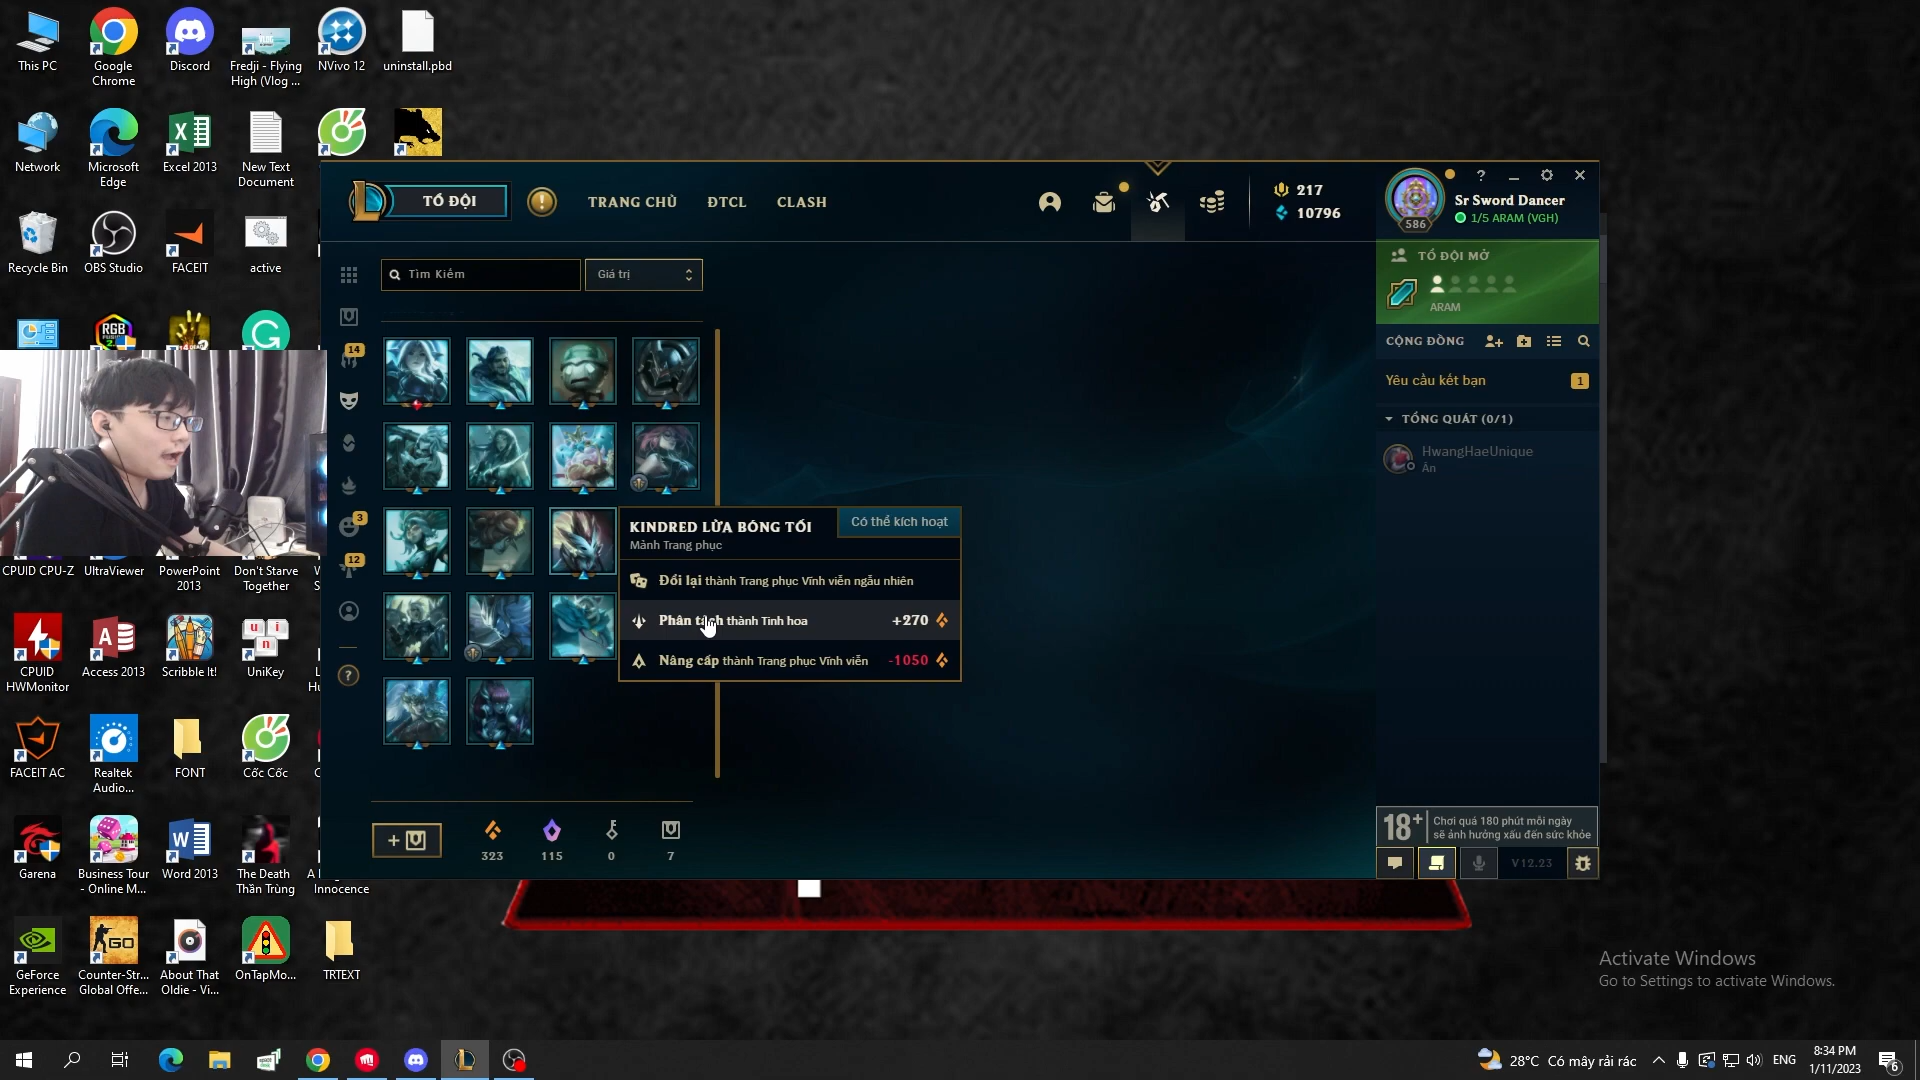 This PC
Google
Chrome
Discord
Fredji - Flying
High (Vlog ...
NVivo 12
uninstall.pbd
Network
Microsoft
Edge
Excel 2013
New Text
Document
Recycle Bin
OBS Studio
FACEIT
active
CPUID CPU-Z
UltraViewer
PowerPoint
2013
Don't Starve
Together
CPUID
HWMonitor
Access 2013
Scribble It!
UniKey
FACEIT AC
Realtek
Audio...
FONT
Cốc Cốc
Garena
Business Tour
- Online M...
Word 2013
The Death
Thần Trùng
Innocence
GeForce
Experience
Counter-Str...
Global Offe...
About That
Oldie - Vi...
OnTapMo...
TRTEXT
TỔ ĐỘI
TRANG CHỦ
ĐTCL
CLASH
217
10796
586
Sr Sword Dancer
1/5 ARAM (VGH)
TỔ ĐỘI MỞ
ARAM
CỘNG ĐỒNG
Yêu cầu kết bạn
1
TỔNG QUÁT (0/1)
HwangHaeUnique
Ẩn
Tìm Kiếm
Giá trị
14
3
12
KINDRED LỪA BÓNG TỐI
Có thể kích hoạt
Mảnh Trang phục
Đổi lại thành Trang phục Vĩnh viễn ngẫu nhiên
Phân tách thành Tinh hoa
+270
Nâng cấp thành Trang phục Vĩnh viễn
-1050
323
115
0
7
18+
Chơi quá 180 phút mỗi ngày
sẽ ảnh hưởng xấu đến sức khỏe
V12.23
Activate Windows
Go to Settings to activate Windows.
28°C Có mây rải rác
ENG
8:34 PM
1/11/2023
6